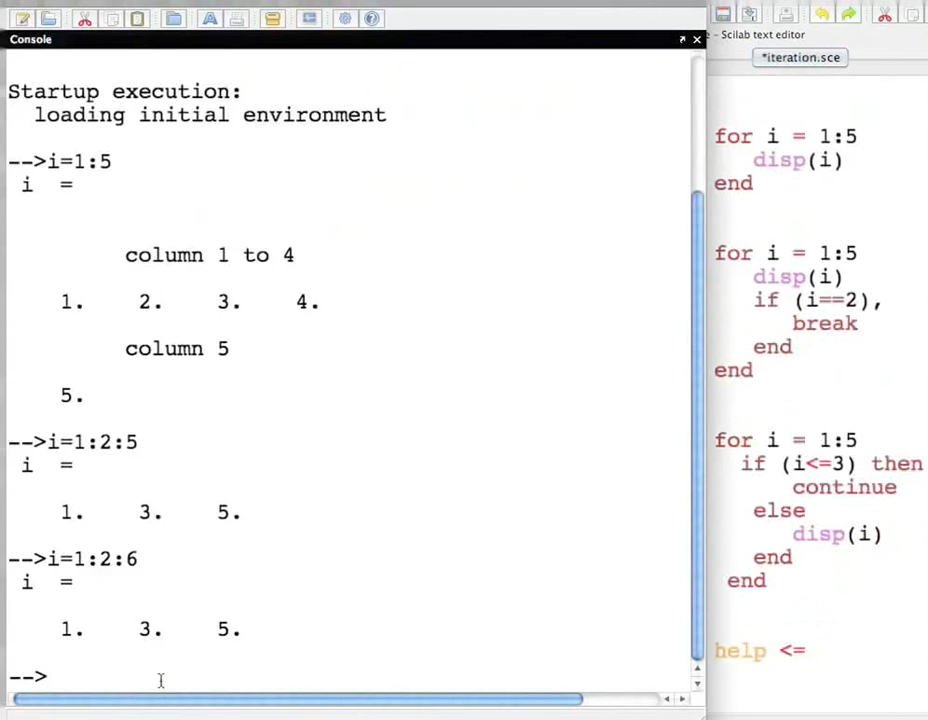 Console
Startup execution:
loading initial environment
-->i=1:5
i =
column 1 to 4
1. 2. 3. 4.
column 5
5.
-->i=1:2:5
i =
1. 3. 5.
-->i=1:2:6
i =
1. 3. 5.
-->
e – Scilab text editor
*iteration.sce
for i = 1:5
disp(i)
end
for i = 1:5
disp(i)
if (i==2),
break
end
end
for i = 1:5
if (i<=3) then
continue
else
disp(i)
end
end
help <=